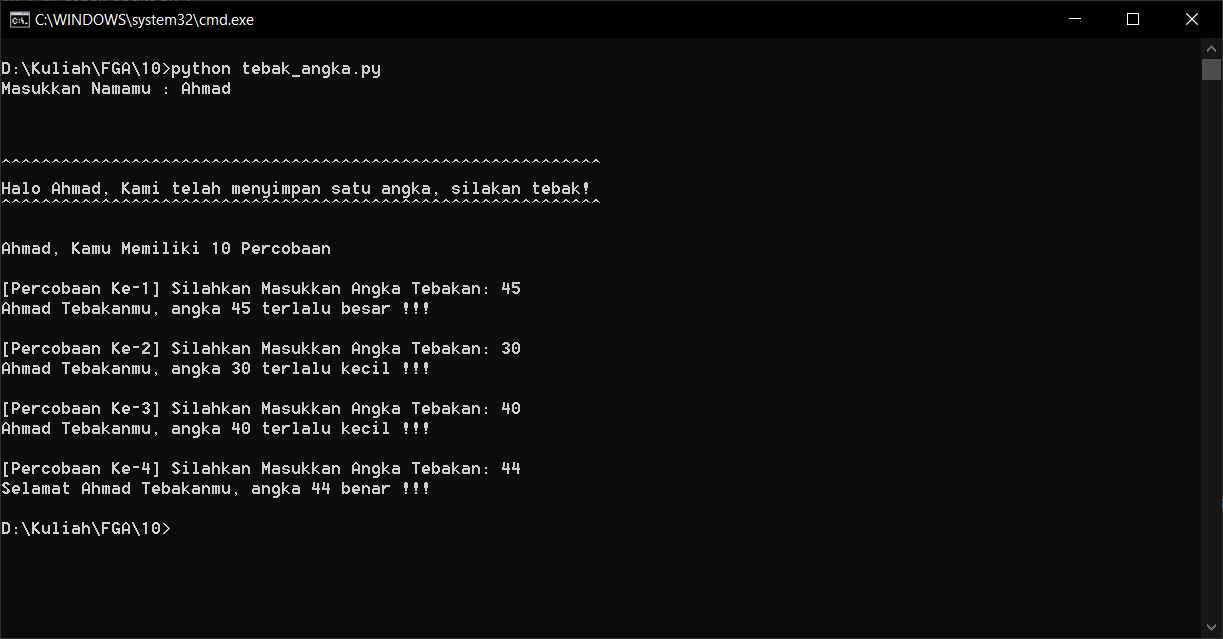 C:\WINDOWS\system32\cmd.exe
D:\Kuliah\FGA\10>python tebak_angka.py
Masukkan Namamu : Ahmad
^^^^^^^^^^^^^^^^^^^^^^^^^^^^^^^^^^^^^^^^^^^^^^^^^^^^^^^^^^^^
Halo Ahmad, Kami telah menyimpan satu angka, silakan tebak!
^^^^^^^^^^^^^^^^^^^^^^^^^^^^^^^^^^^^^^^^^^^^^^^^^^^^^^^^^^^^
Ahmad, Kamu Memiliki 10 Percobaan
[Percobaan Ke-1] Silahkan Masukkan Angka Tebakan: 45
Ahmad Tebakanmu, angka 45 terlalu besar !!!
[Percobaan Ke-2] Silahkan Masukkan Angka Tebakan: 30
Ahmad Tebakanmu, angka 30 terlalu kecil !!!
[Percobaan Ke-3] Silahkan Masukkan Angka Tebakan: 40
Ahmad Tebakanmu, angka 40 terlalu kecil !!!
[Percobaan Ke-4] Silahkan Masukkan Angka Tebakan: 44
Selamat Ahmad Tebakanmu, angka 44 benar !!!
D:\Kuliah\FGA\10>